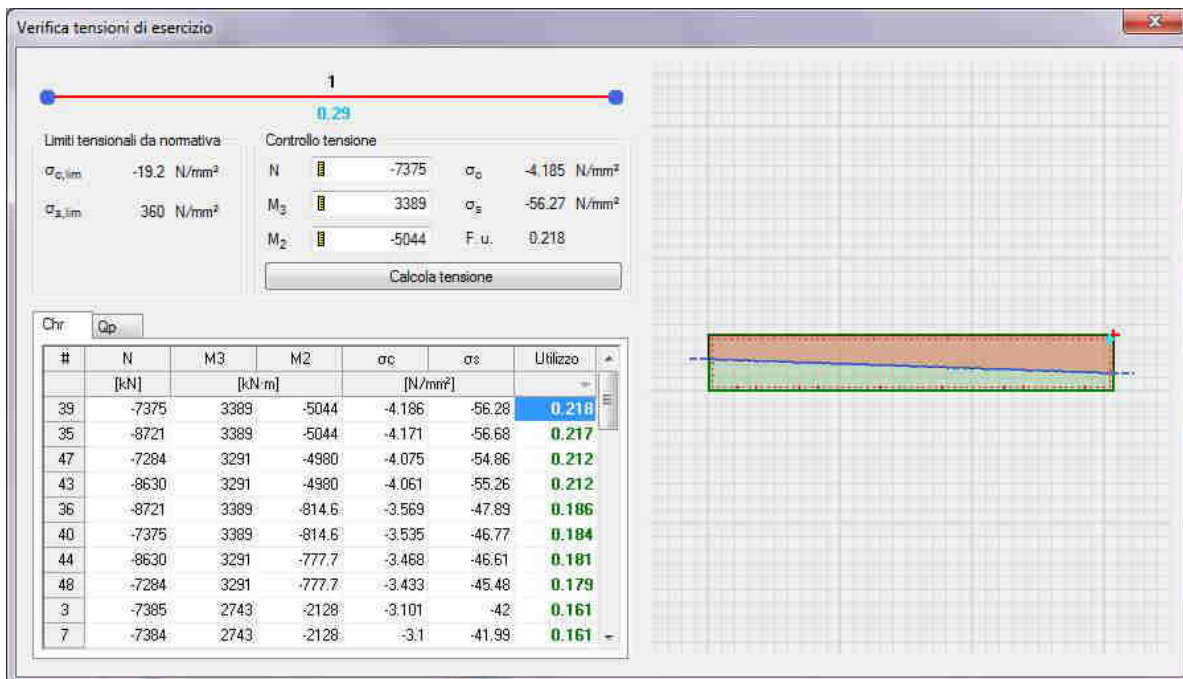 Verifica tensioni di esercizio
1
0.29
Limiti tensionali da normativa
σc,lim -19.2 N/mm²
σs,lim 360 N/mm²
Controllo tensione
N -7375 σc -4.185 N/mm²
M3 3389 σs -56.27 N/mm²
M2 -5044 F. u. 0.218
Calcola tensione
Chr Qp
# N M3 M2 σc σs Utilizzo
[kN] [kN·m] [N/mm²]
39 -7375 3389 -5044 -4.186 -56.28 0.218
35 -8721 3389 -5044 -4.171 -56.68 0.217
47 -7284 3291 -4980 -4.075 -54.86 0.212
43 -8630 3291 -4980 -4.061 -55.26 0.212
36 -8721 3389 -814.6 -3.569 -47.89 0.186
40 -7375 3389 -814.6 -3.535 -46.77 0.184
44 -8630 3291 -777.7 -3.468 -46.61 0.181
48 -7284 3291 -777.7 -3.433 -45.48 0.179
3 -7385 2743 -2128 -3.101 -42 0.161
7 -7384 2743 -2128 -3.1 -41.99 0.161